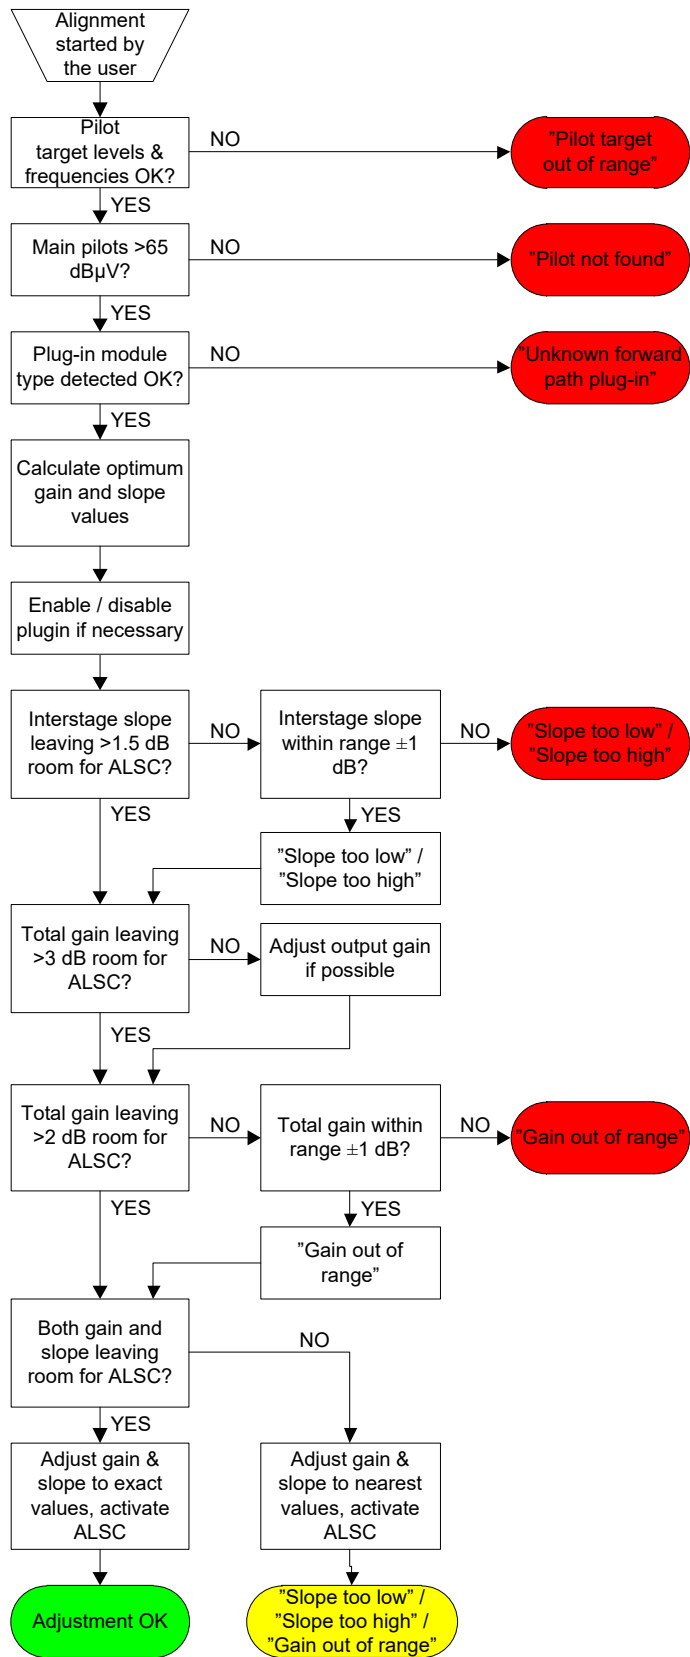 Alignment
started by
the user
Pilot
target levels &
frequencies OK?
NO
”Pilot target
out of range”
YES
Main pilots >65
dBµV?
NO
”Pilot not found”
YES
Plug-in module
type detected OK?
NO
”Unknown forward
path plug-in”
YES
Calculate optimum
gain and slope
values
Enable / disable
plugin if necessary
Interstage slope
leaving >1.5 dB
room for ALSC?
NO
Interstage slope
within range ±1
dB?
NO
”Slope too low” /
”Slope too high”
YES
YES
”Slope too low” /
”Slope too high”
Total gain leaving
>3 dB room for
ALSC?
NO
Adjust output gain
if possible
YES
Total gain leaving
>2 dB room for
ALSC?
NO
Total gain within
range ±1 dB?
NO
”Gain out of range”
YES
YES
”Gain out of
range”
Both gain and
slope leaving
room for ALSC?
NO
YES
Adjust gain &
slope to exact
values, activate
ALSC
Adjust gain &
slope to nearest
values, activate
ALSC
Adjustment OK
”Slope too low” /
”Slope too high” /
”Gain out of range”